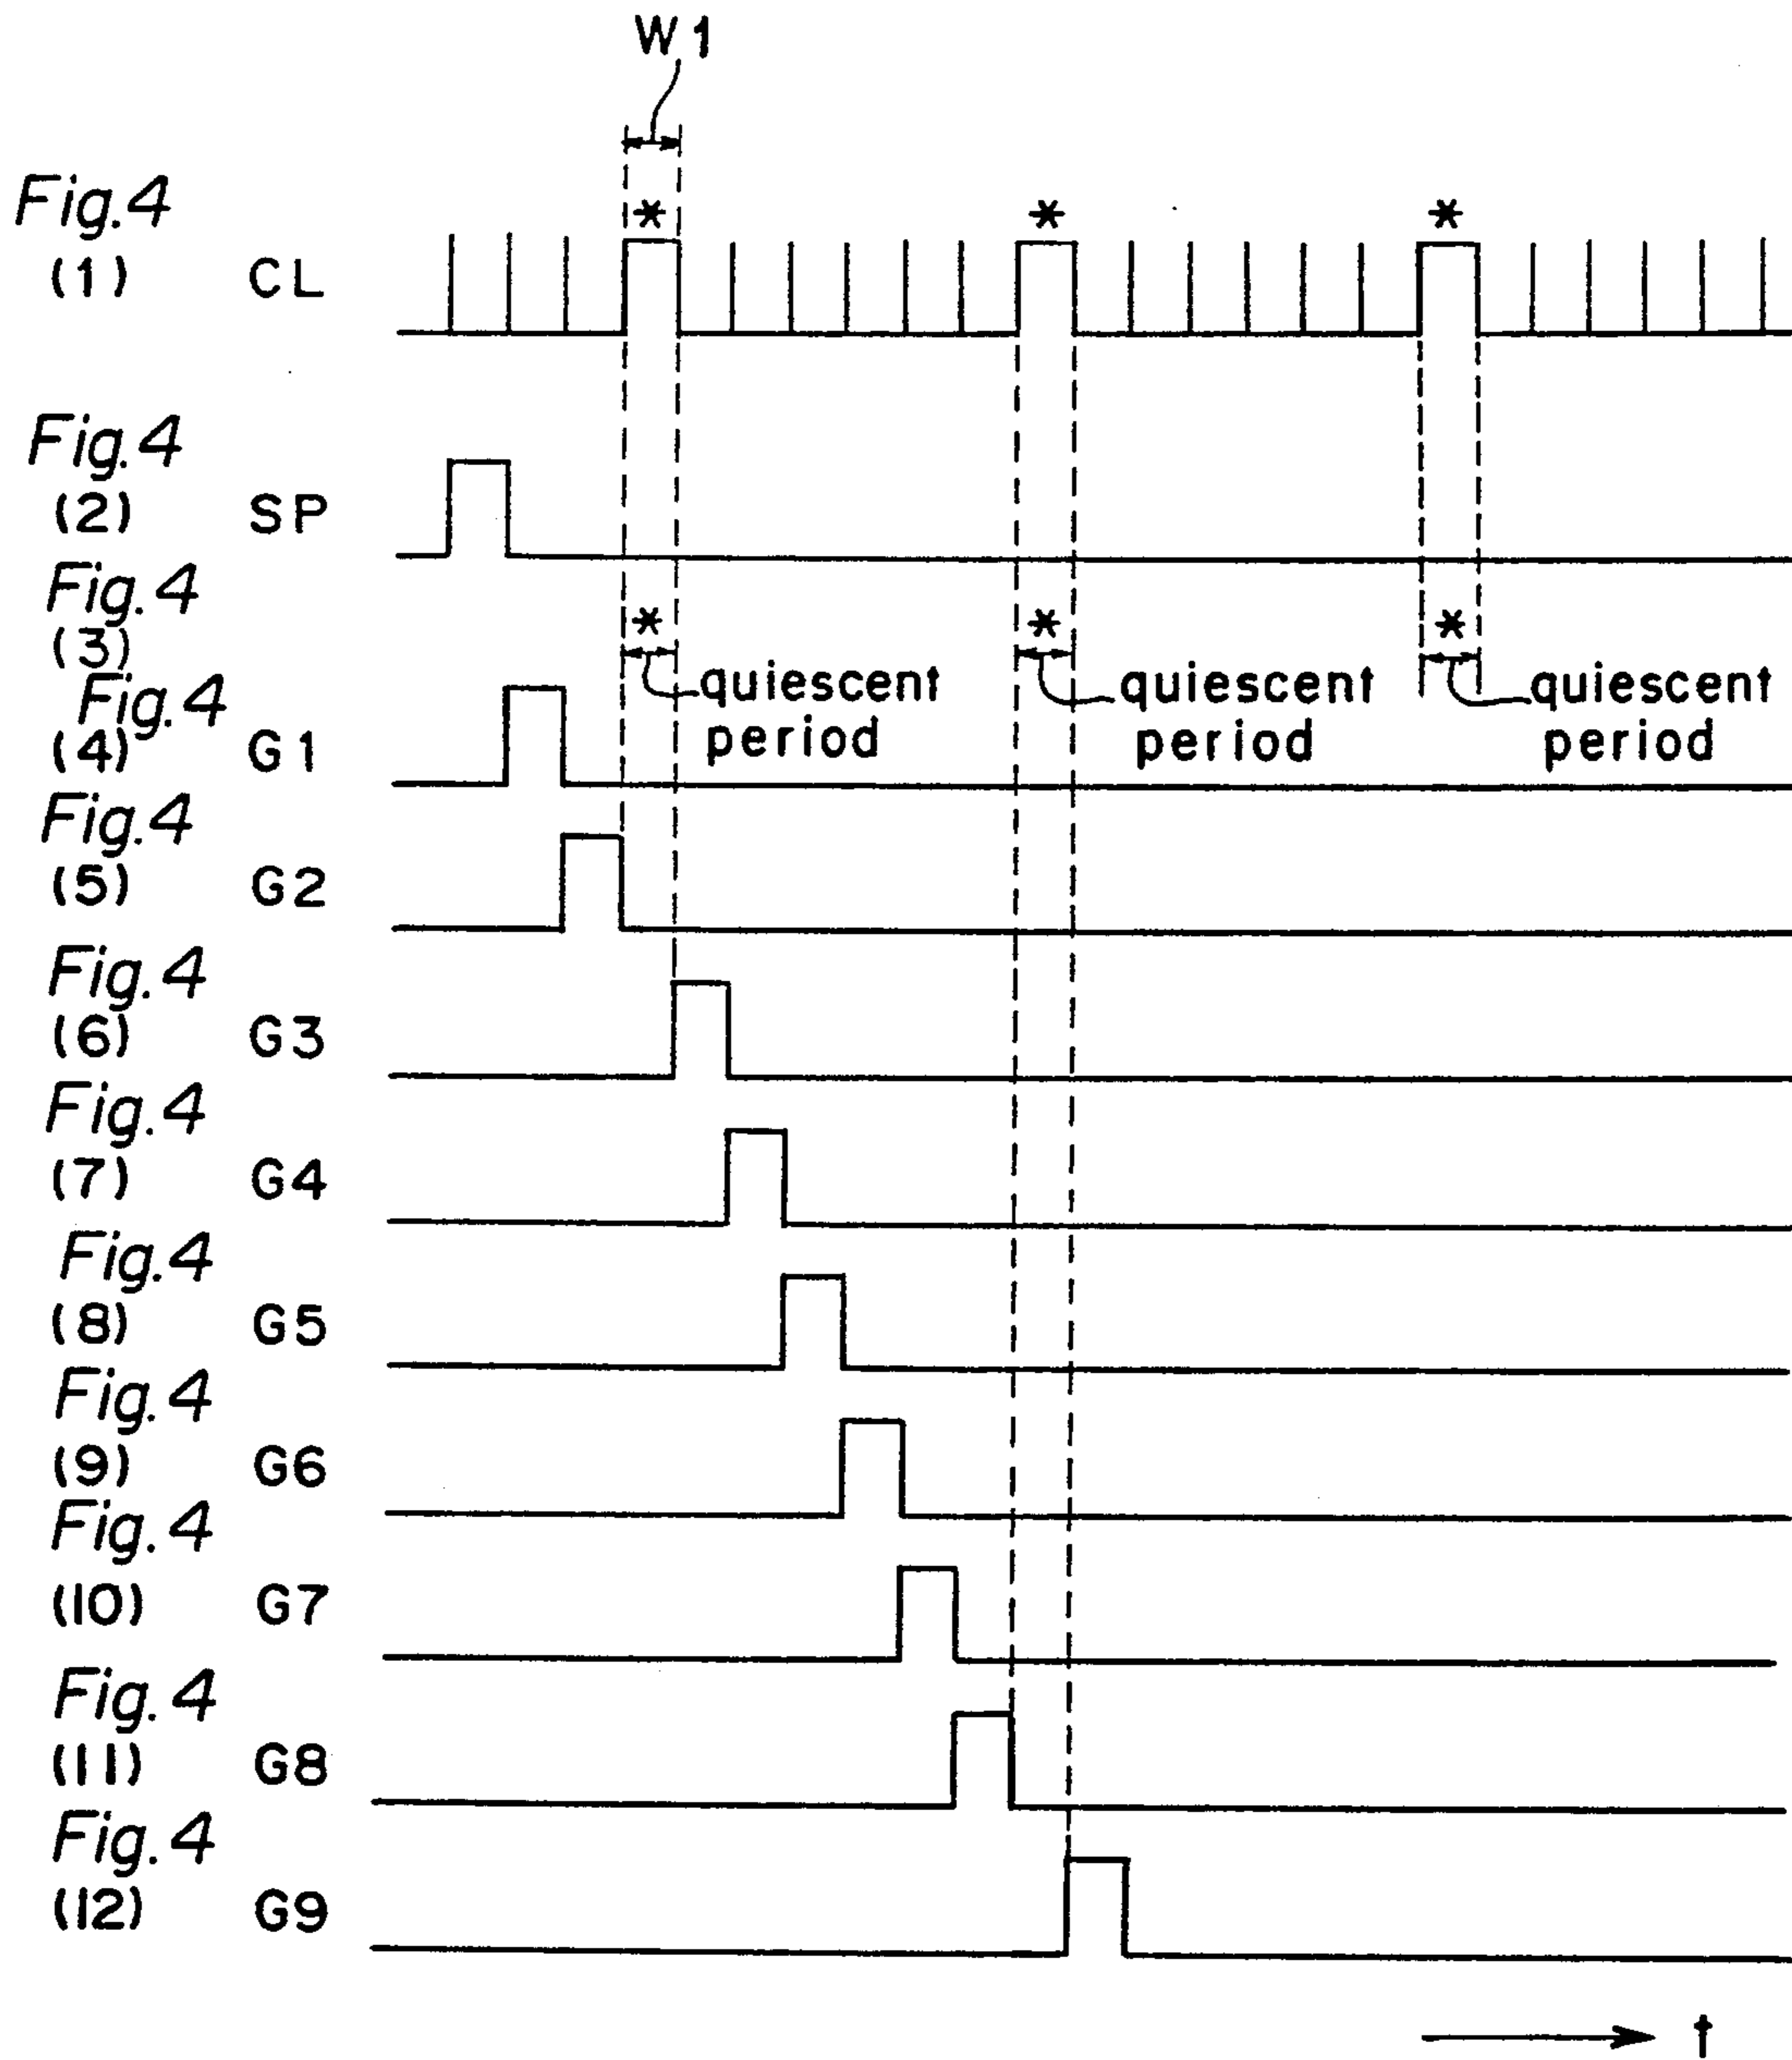 W1
Fig.4
(1) CL * * *
Fig.4
(2) SP
Fig.4
(3) * * *
quiescent period
quiescent period
quiescent period
Fig.4
(4) G1
Fig.4
(5) G2
Fig.4
(6) G3
Fig.4
(7) G4
Fig.4
(8) G5
Fig.4
(9) G6
Fig.4
(10) G7
Fig.4
(11) G8
Fig.4
(12) G9
t